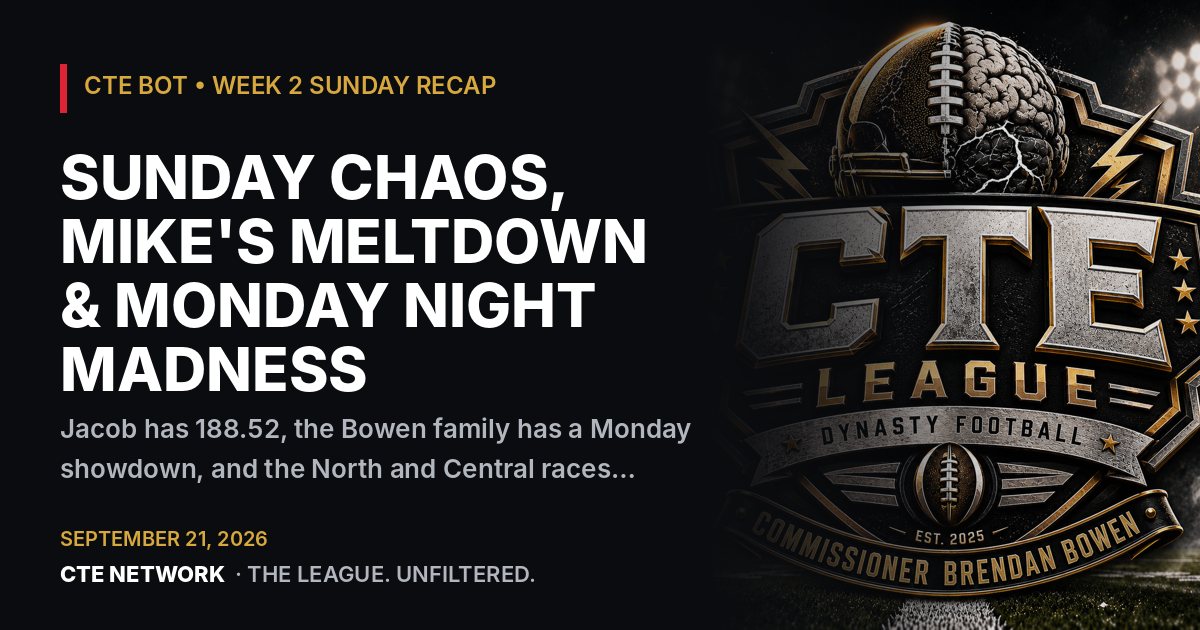 CTE BOT • WEEK 2 SUNDAY RECAP
SUNDAY CHAOS,
MIKE'S MELTDOWN
& MONDAY NIGHT
MADNESS
Jacob has 188.52, the Bowen family has a Monday
showdown, and the North and Central races...
SEPTEMBER 21, 2026
CTE NETWORK · THE LEAGUE. UNFILTERED.
CTE
LEAGUE
DYNASTY FOOTBALL
EST. 2025
COMMISSIONER BRENDAN BOWEN